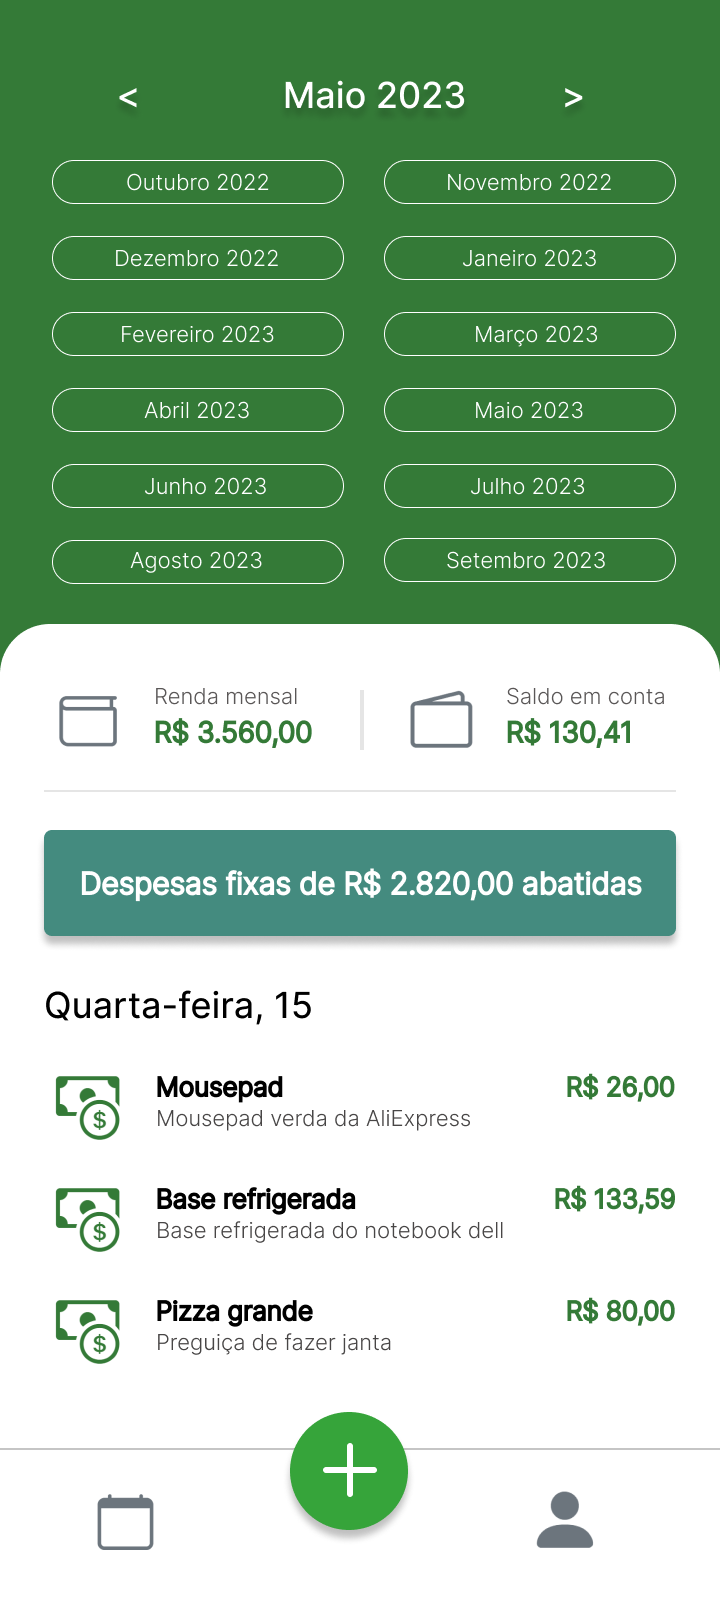 < Maio 2023 >
Outubro 2022 Novembro 2022
Dezembro 2022 Janeiro 2023
Fevereiro 2023 Março 2023
Abril 2023 Maio 2023
Junho 2023 Julho 2023
Agosto 2023 Setembro 2023
Renda mensal Saldo em conta
R$ 3.560,00 R$ 130,41
Despesas fixas de R$ 2.820,00 abatidas
Quarta-feira, 15
Mousepad R$ 26,00
Mousepad verda da AliExpress
Base refrigerada R$ 133,59
Base refrigerada do notebook dell
Pizza grande R$ 80,00
Preguiça de fazer janta